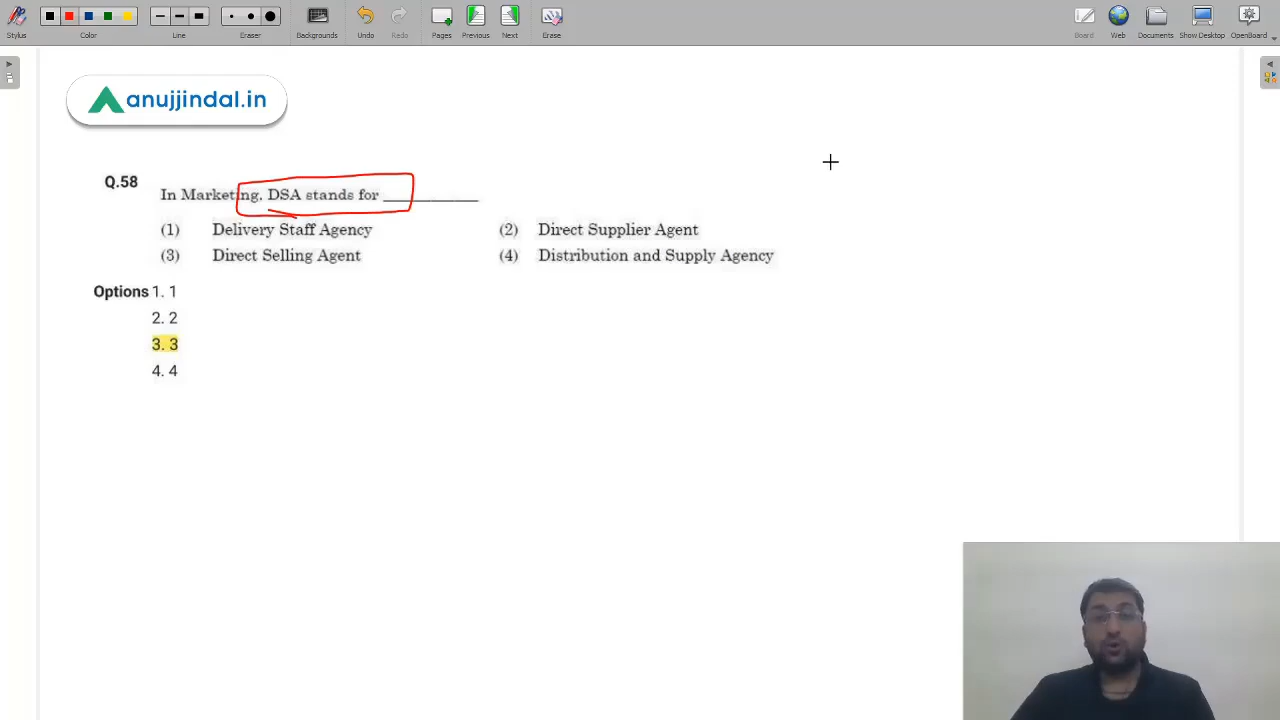 Stylus Color Line Eraser Backgrounds Undo Redo Pages Previous Next Erase Board Web Documents Show Desktop OpenBoard
anujjindal.in
Q.58 In Marketing, DSA stands for ___________
(1) Delivery Staff Agency (2) Direct Supplier Agent
(3) Direct Selling Agent (4) Distribution and Supply Agency
Options 1. 1
2. 2
3. 3
4. 4